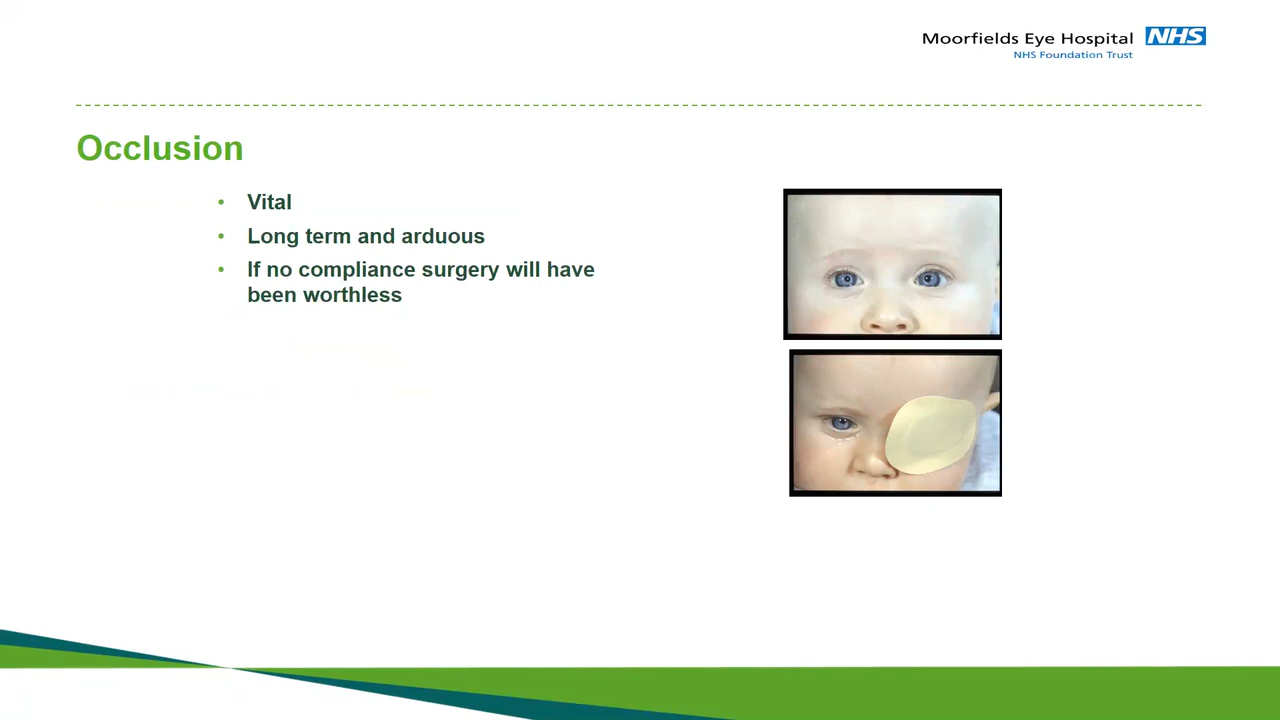 Moorfields Eye Hospital NHS
NHS Foundation Trust
Occlusion
• Vital
• Long term and arduous
• If no compliance surgery will have
been worthless